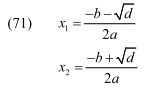 (71) x₁ = (-b - √d) / 2a
x₂ = (-b + √d) / 2a